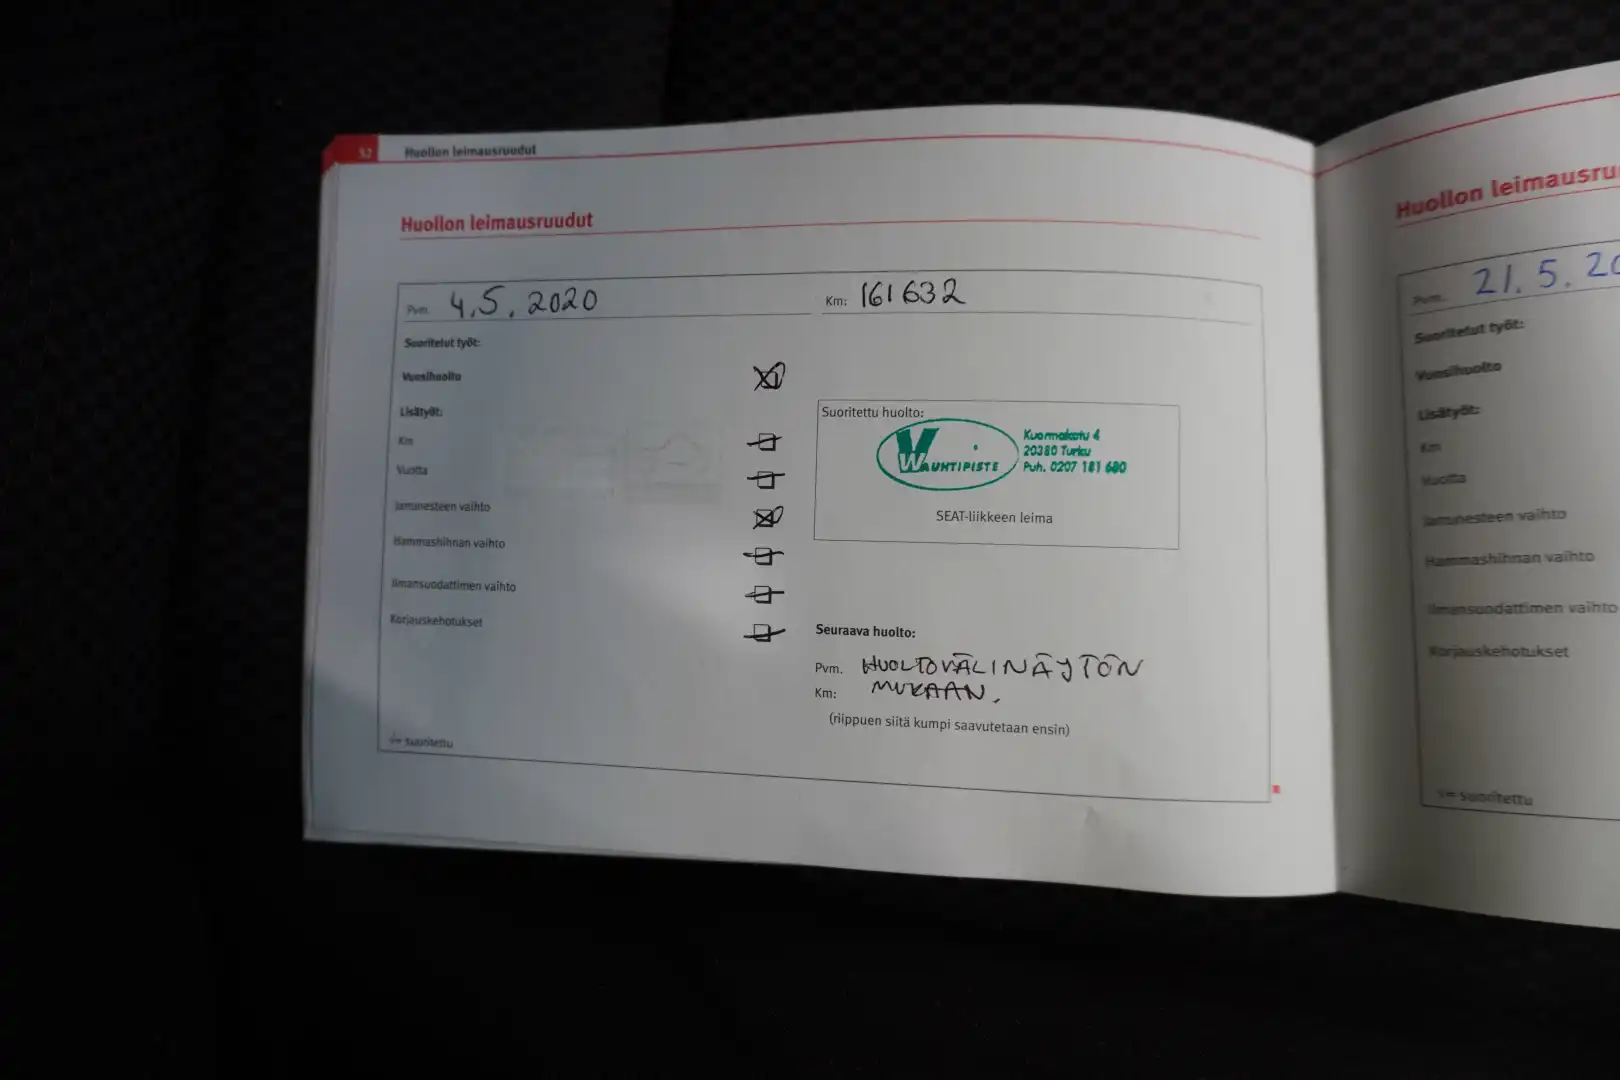 32 Huollon leimausruudut
Huollon leimausruudut
Pvm. 4.5.2020 Km: 161632
Suoritetut työt:
Vuosihuolto
Lisätyöt:
Km
Vuotta
Jarrunesteen vaihto
Hammashihnan vaihto
Ilmansuodattimen vaihto
Korjauskehotukset
√= suoritettu
Suoritettu huolto:
WAUHTIPISTE
Kuormakatu 4
20380 Turku
Puh. 0207 181 680
SEAT-liikkeen leima
Seuraava huolto:
Pvm. HUOLTOVÄLINÄYTÖN
Km: MUKAAN.
(riippuen siitä kumpi saavutetaan ensin)
Huollon leimausru
Pvm. 21.5.20
Suoritetut työt:
Vuosihuolto
Lisätyöt:
Km
Vuotta
Jarrunesteen vaihto
Hammashihnan vaihto
Ilmansuodattimen vaihto
Korjauskehotukset
√= suoritettu